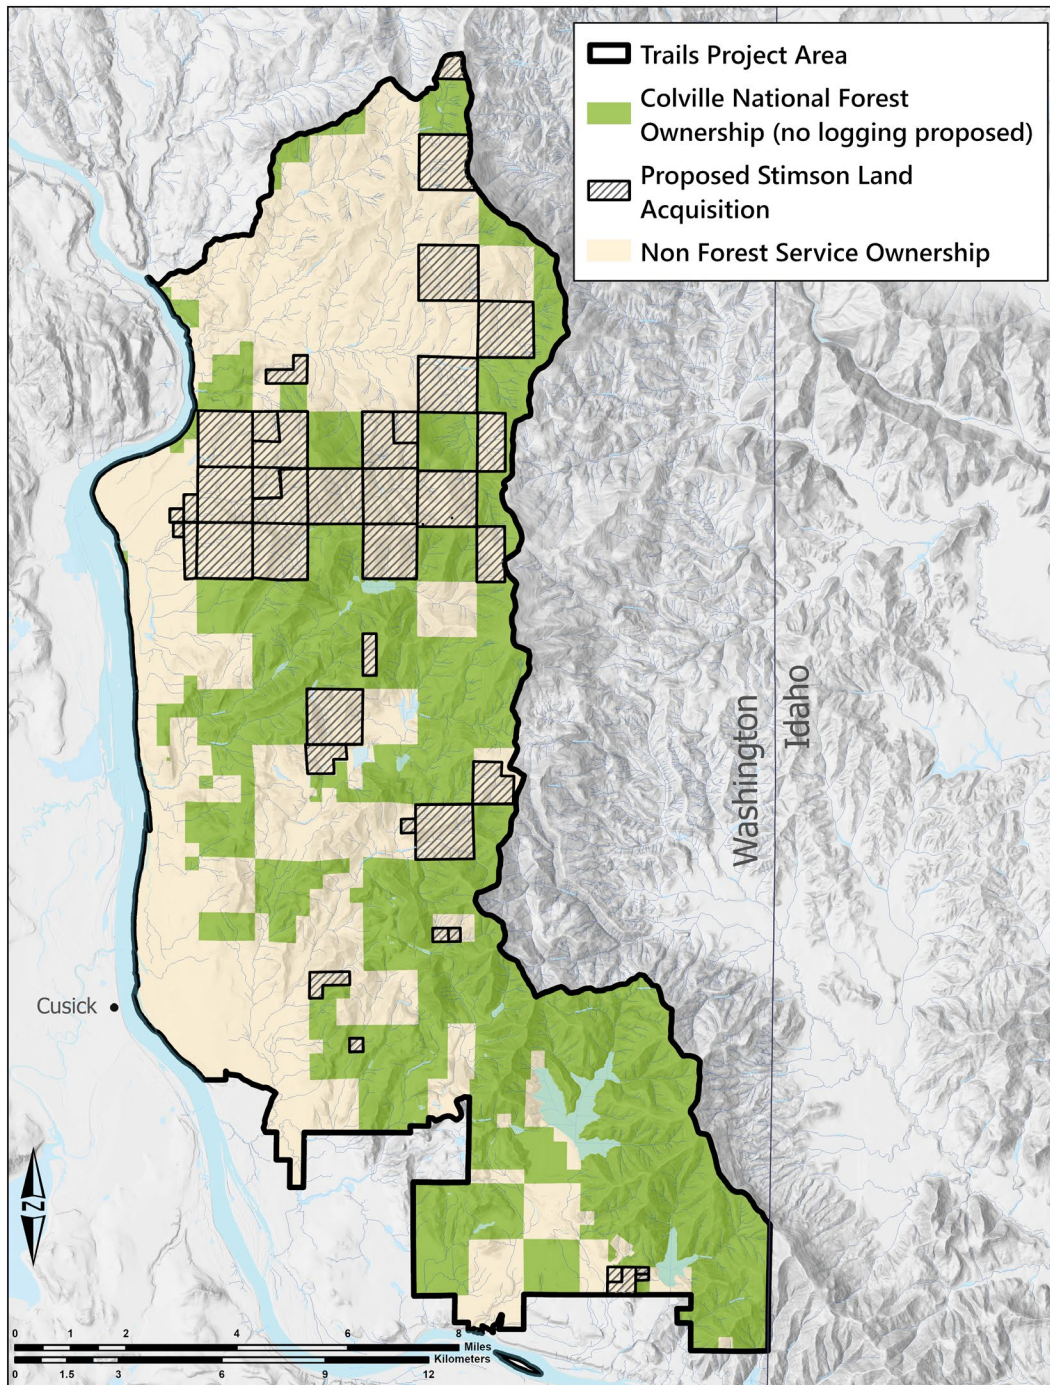 Trails Project Area
Colville National Forest
Ownership (no logging proposed)
Proposed Stimson Land
Acquisition
Non Forest Service Ownership
Washington
Idaho
Cusick
N
0 1 2 4 6 8
Miles
Kilometers
0 1.5 3 6 9 12